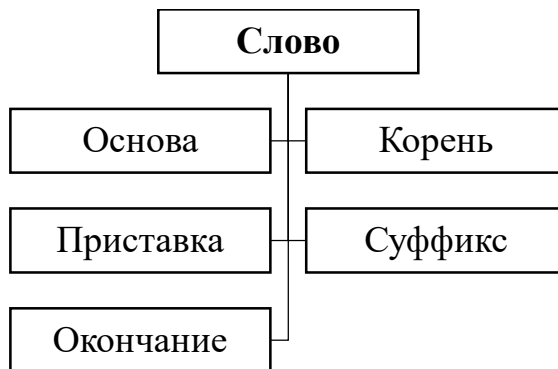 Слово
Основа
Корень
Приставка
Суффикс
Окончание